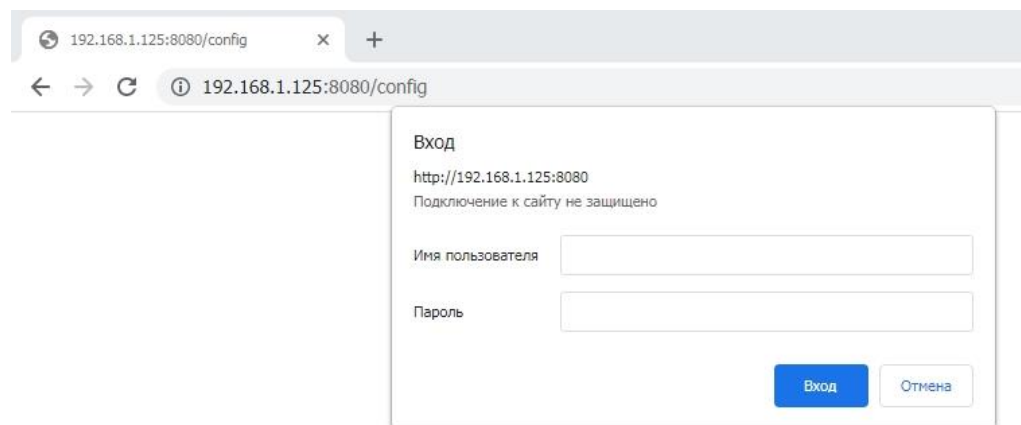 192.168.1.125:8080/config
192.168.1.125:8080/config
Вход
http://192.168.1.125:8080
Подключение к сайту не защищено
Имя пользователя
Пароль
Вход Отмена